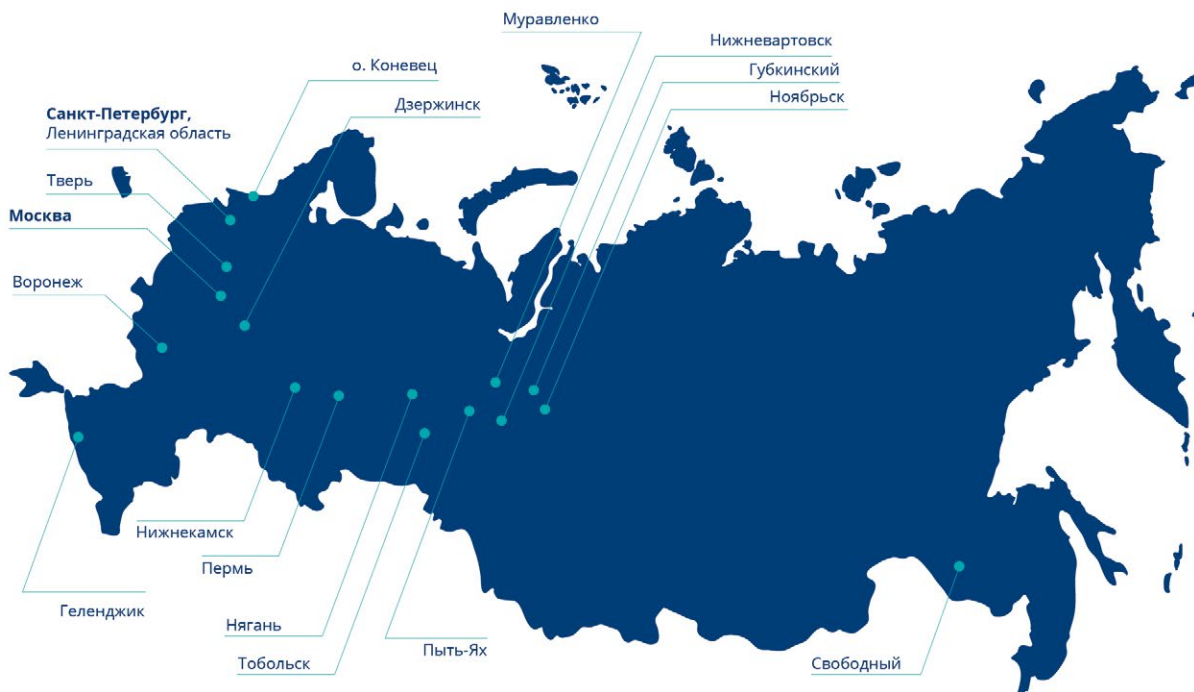 Муравленко
Нижневартовск
о. Коневец
Губкинский
Дзержинск
Ноябрьск
Санкт-Петербург,
Ленинградская область
Тверь
Москва
Воронеж
Нижнекамск
Пермь
Геленджик
Нягань
Пыть-Ях
Тобольск
Свободный